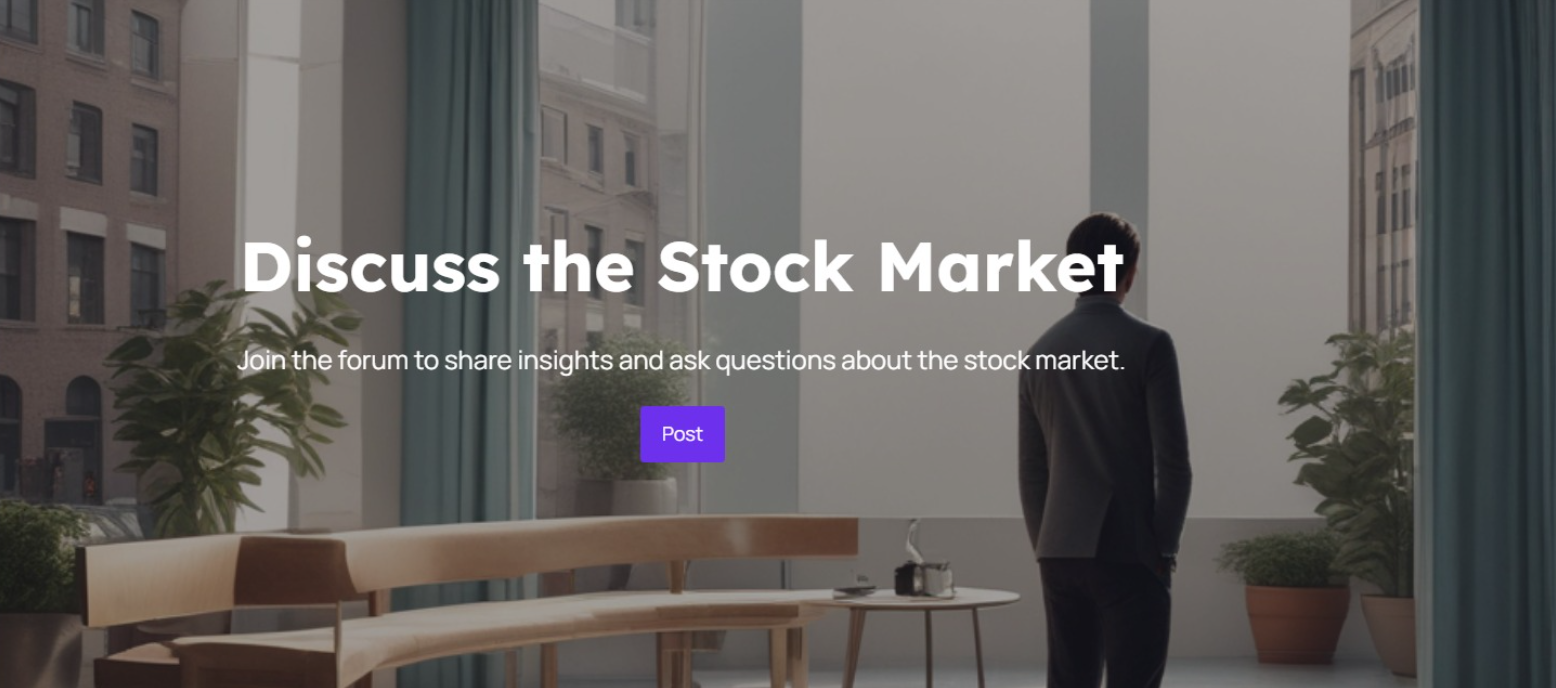 Discuss the Stock Market
Join the forum to share insights and ask questions about the stock market.
Post